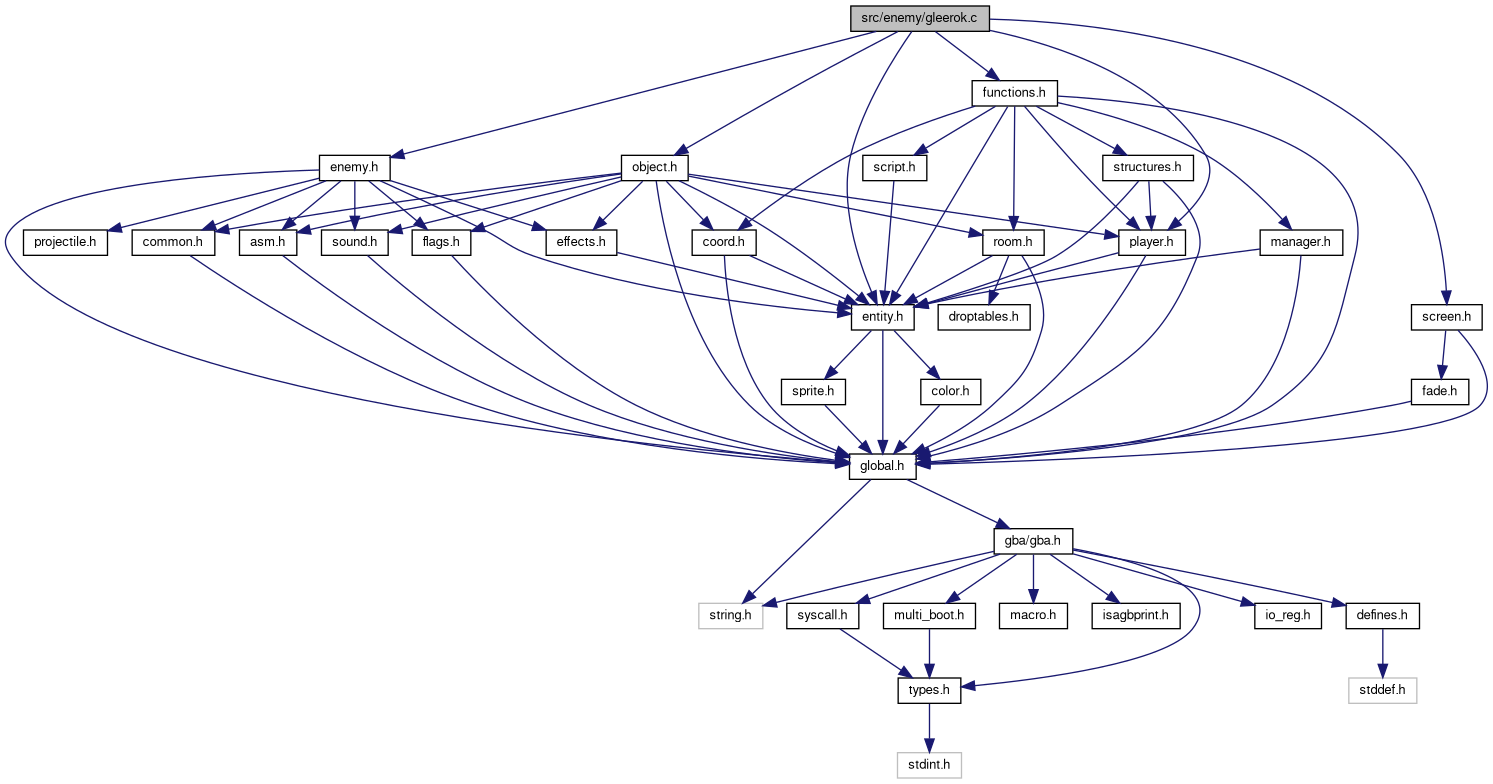 src/enemy/gleerok.c
functions.h
enemy.h
object.h
script.h
structures.h
projectile.h
common.h
asm.h
sound.h
flags.h
effects.h
coord.h
room.h
player.h
manager.h
entity.h
droptables.h
screen.h
sprite.h
color.h
fade.h
global.h
gba/gba.h
string.h
syscall.h
multi_boot.h
macro.h
isagbprint.h
io_reg.h
defines.h
types.h
stddef.h
stdint.h